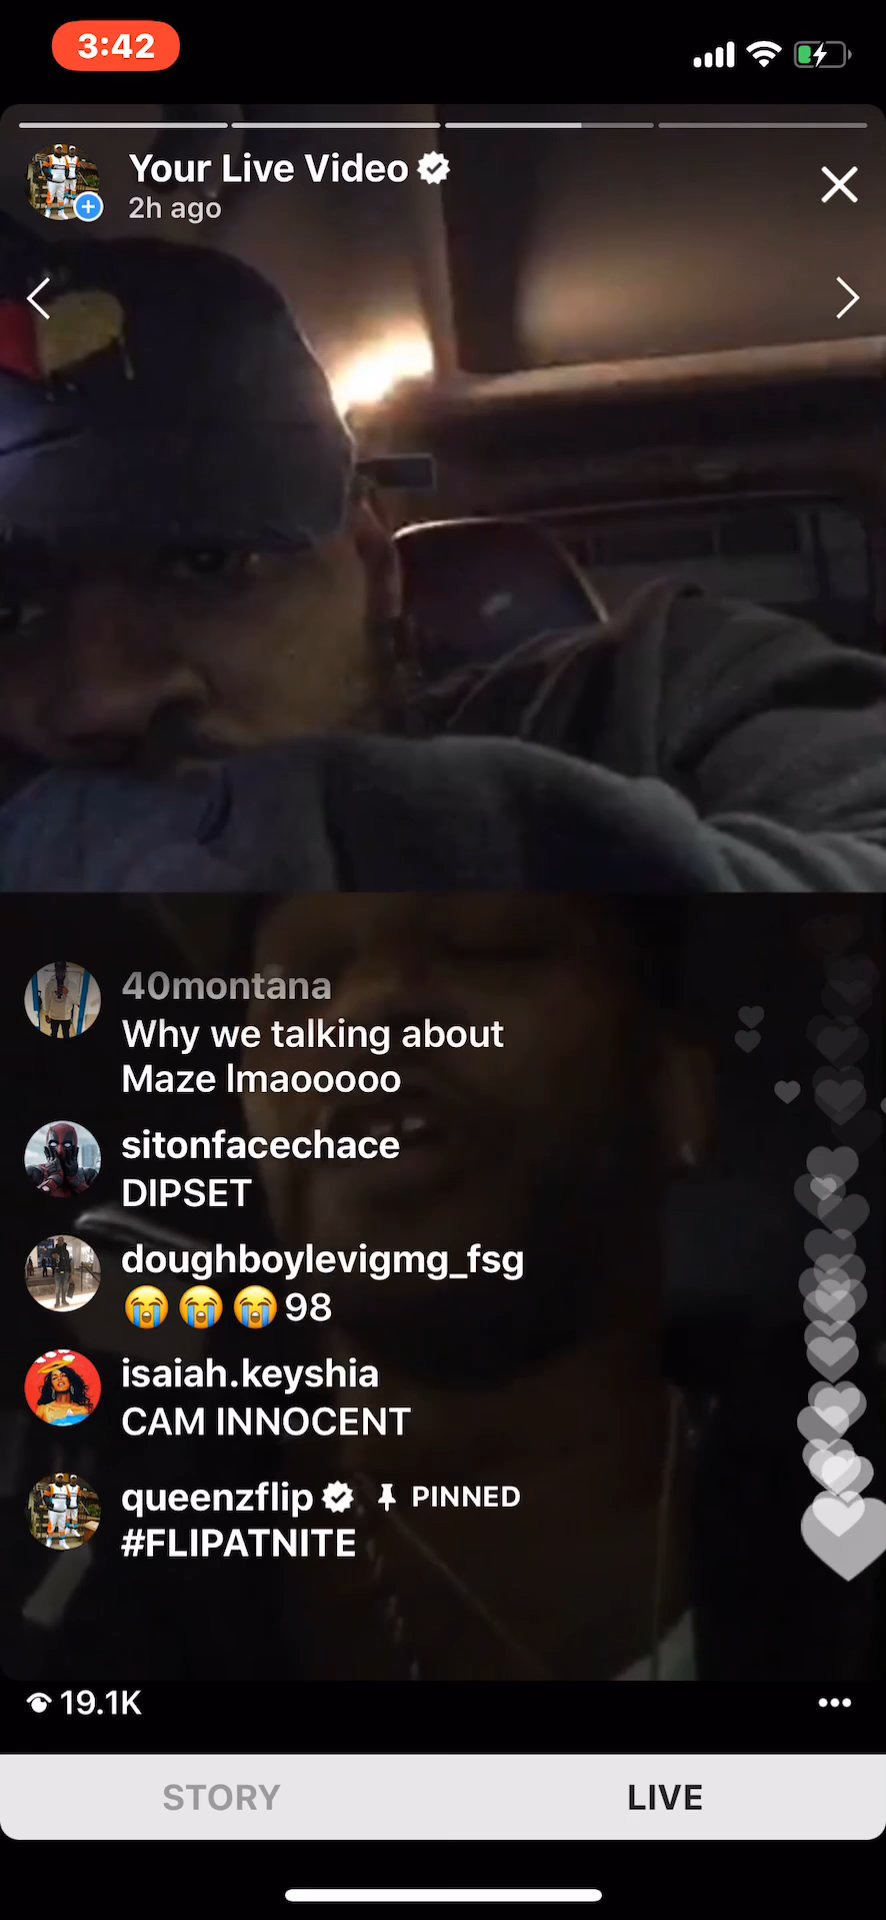 3:42
Your Live Video
2h ago
40montana
Why we talking about
Maze lmaooooo
sitonfacechace
DIPSET
doughboylevigmg_fsg
😭😭😭98
isaiah.keyshia
CAM INNOCENT
queenzflip PINNED
#FLIPATNITE
19.1K
STORY LIVE